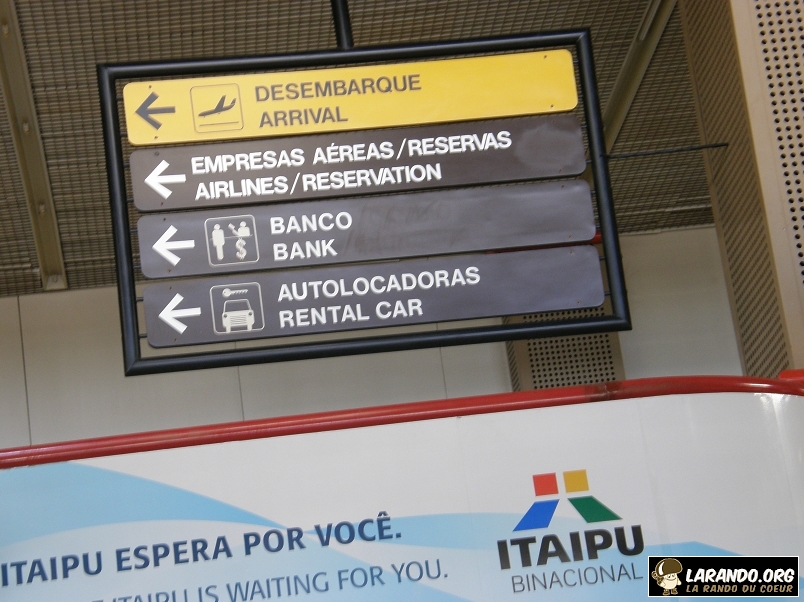 DESEMBARQUE
ARRIVAL
EMPRESAS AÉREAS/RESERVAS
AIRLINES/RESERVATION
BANCO
BANK
AUTOLOCADORAS
RENTAL CAR
ITAIPU ESPERA POR VOCÊ.
ITAIPU IS WAITING FOR YOU.
ITAIPU
BINACIONAL
LARANDO.ORG
LA RANDO DU COEUR